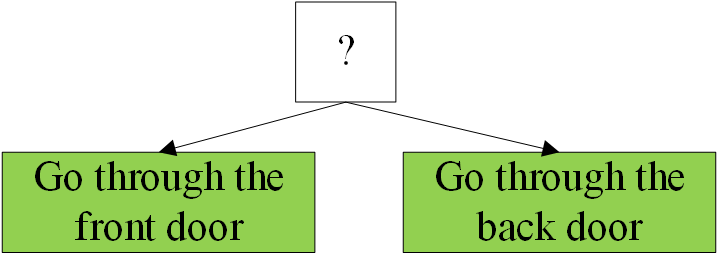 ?
Go through the
front door
Go through the
back door